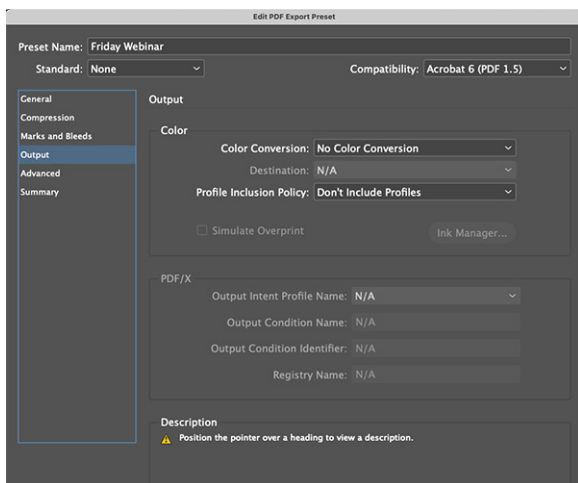 Edit PDF Export Preset
Preset Name: Friday Webinar
Standard: None Compatibility: Acrobat 6 (PDF 1.5)
General
Compression
Marks and Bleeds
Output
Advanced
Summary
Output
Color
Color Conversion: No Color Conversion
Destination: N/A
Profile Inclusion Policy: Don't Include Profiles
Simulate Overprint Ink Manager...
PDF/X
Output Intent Profile Name: N/A
Output Condition Name: N/A
Output Condition Identifier: N/A
Registry Name: N/A
Description
Position the pointer over a heading to view a description.